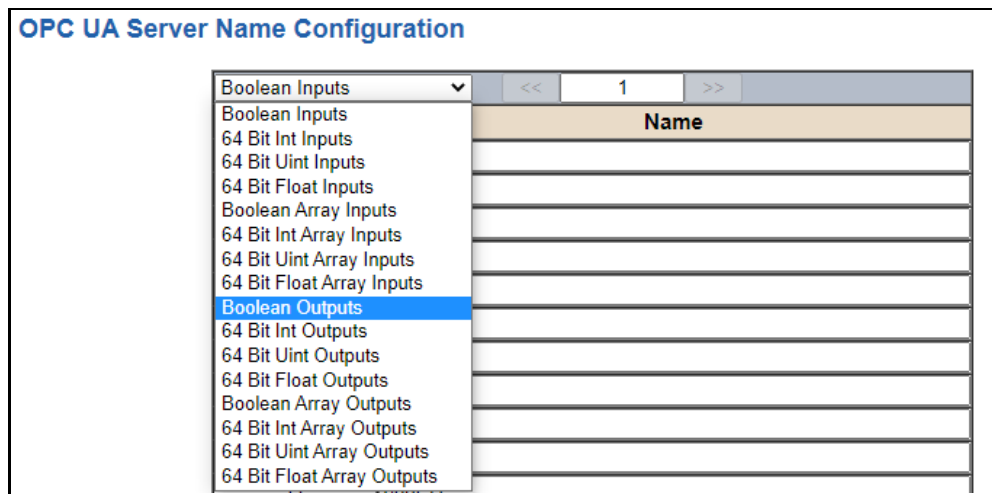 OPC UA Server Name Configuration
Boolean Inputs << 1 >>
Name
Boolean Inputs
64 Bit Int Inputs
64 Bit Uint Inputs
64 Bit Float Inputs
Boolean Array Inputs
64 Bit Int Array Inputs
64 Bit Uint Array Inputs
64 Bit Float Array Inputs
Boolean Outputs
64 Bit Int Outputs
64 Bit Uint Outputs
64 Bit Float Outputs
Boolean Array Outputs
64 Bit Int Array Outputs
64 Bit Uint Array Outputs
64 Bit Float Array Outputs